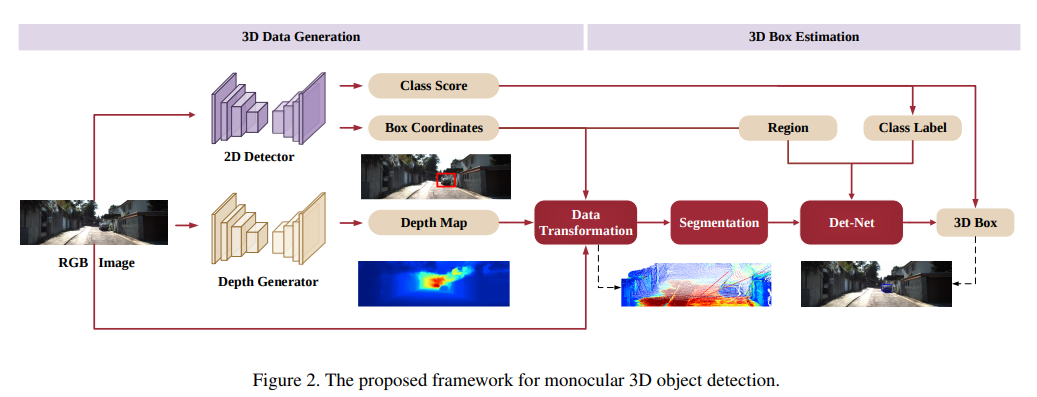 3D Data Generation
3D Box Estimation
Class Score
Box Coordinates
Region
Class Label
2D Detector
Depth Map
Data
Transformation
Segmentation
Det-Net
3D Box
RGB Image
Depth Generator
Figure 2. The proposed framework for monocular 3D object detection.